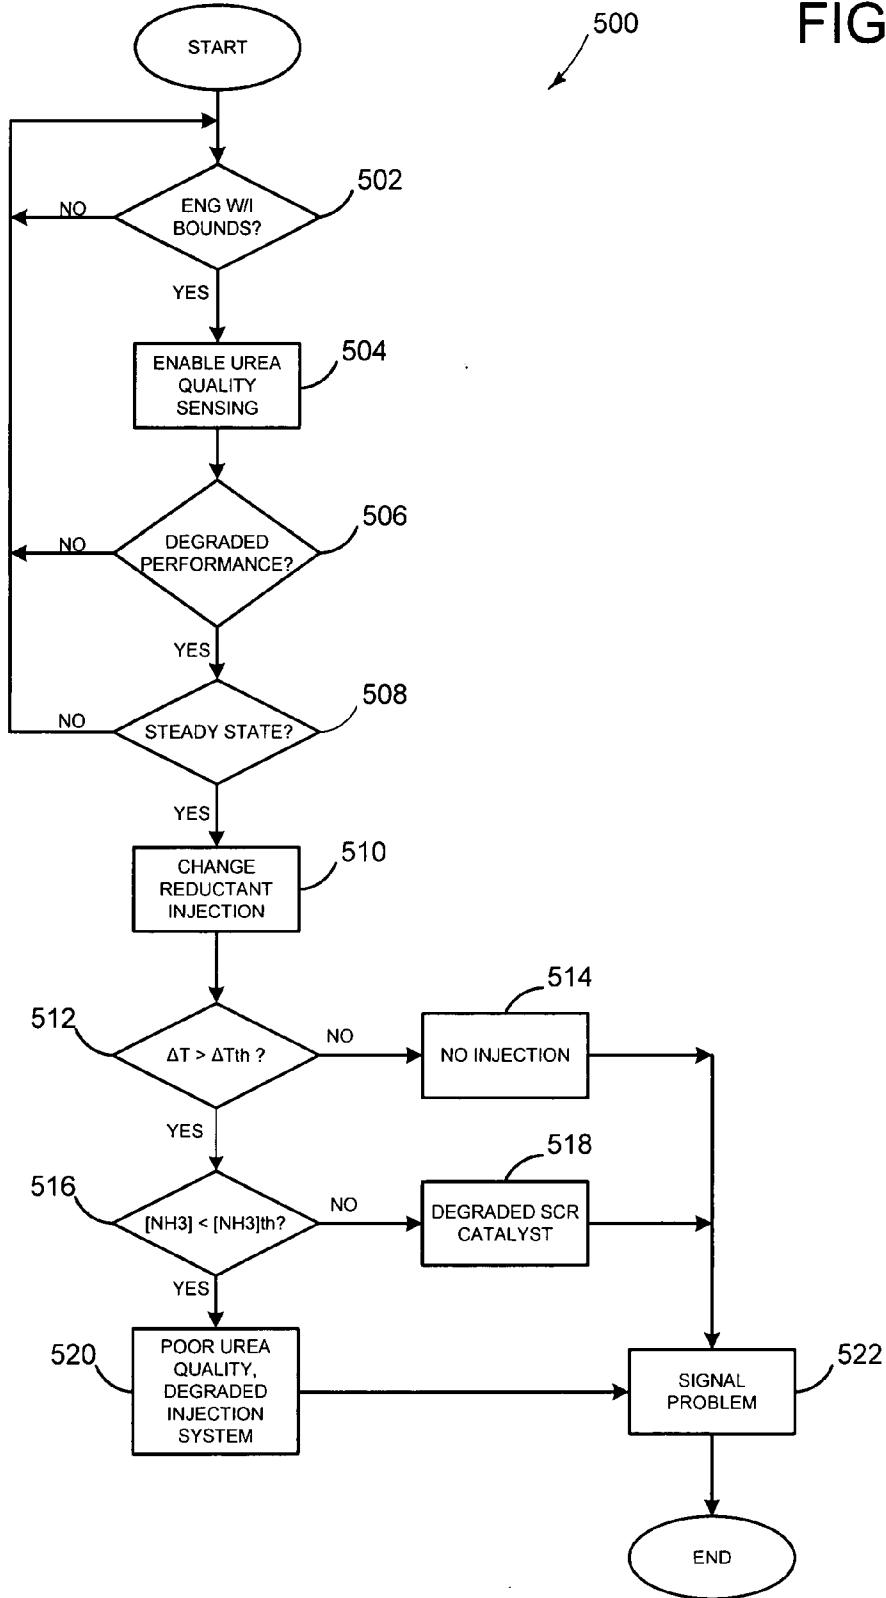 FIG
500
START
502
ENG W/I
BOUNDS?
NO
YES
504
ENABLE UREA
QUALITY
SENSING
506
DEGRADED
PERFORMANCE?
NO
YES
508
STEADY STATE?
NO
YES
510
CHANGE
REDUCTANT
INJECTION
512
ΔT > ΔTth ?
NO
514
NO INJECTION
YES
516
[NH3] < [NH3]th?
NO
518
DEGRADED SCR
CATALYST
YES
520
POOR UREA
QUALITY,
DEGRADED
INJECTION
SYSTEM
522
SIGNAL
PROBLEM
END